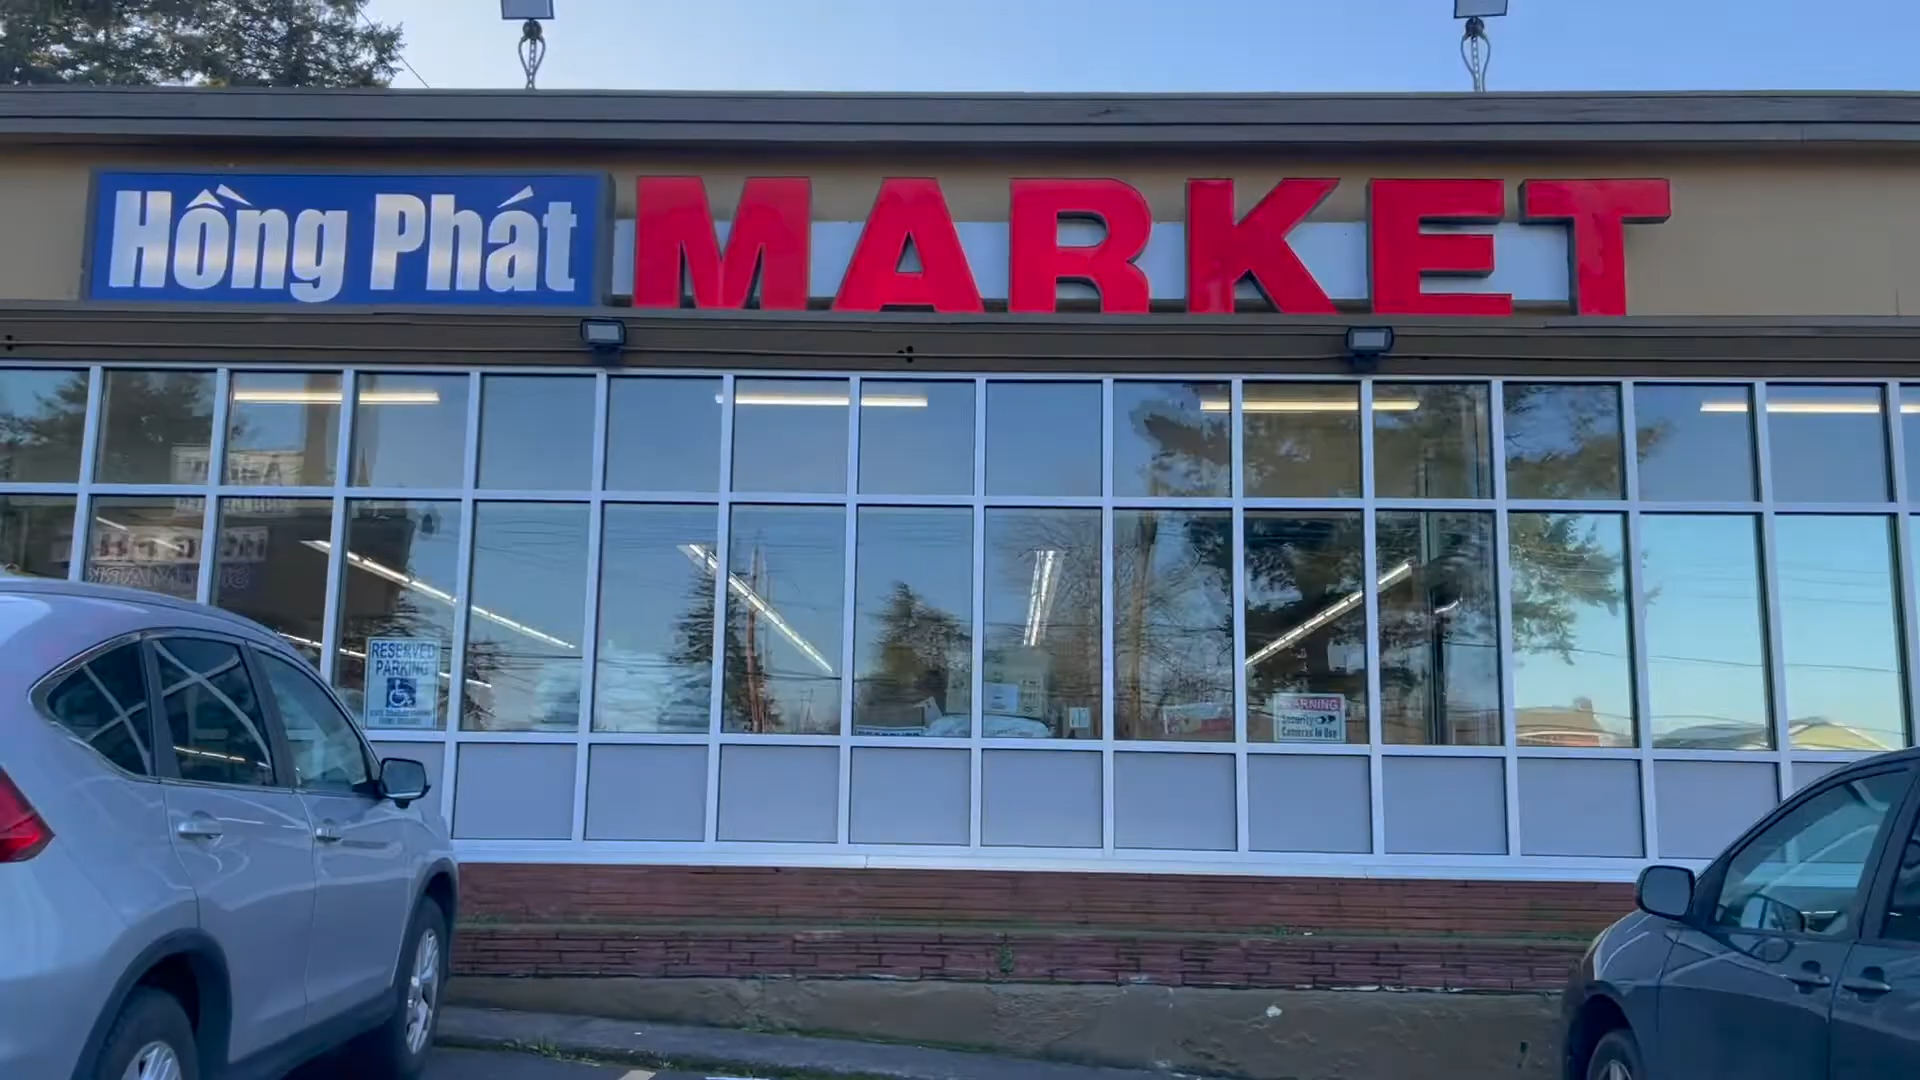 Hồng Phát MARKET
RESERVED
PARKING
WARNING
Security
Cameras In Use